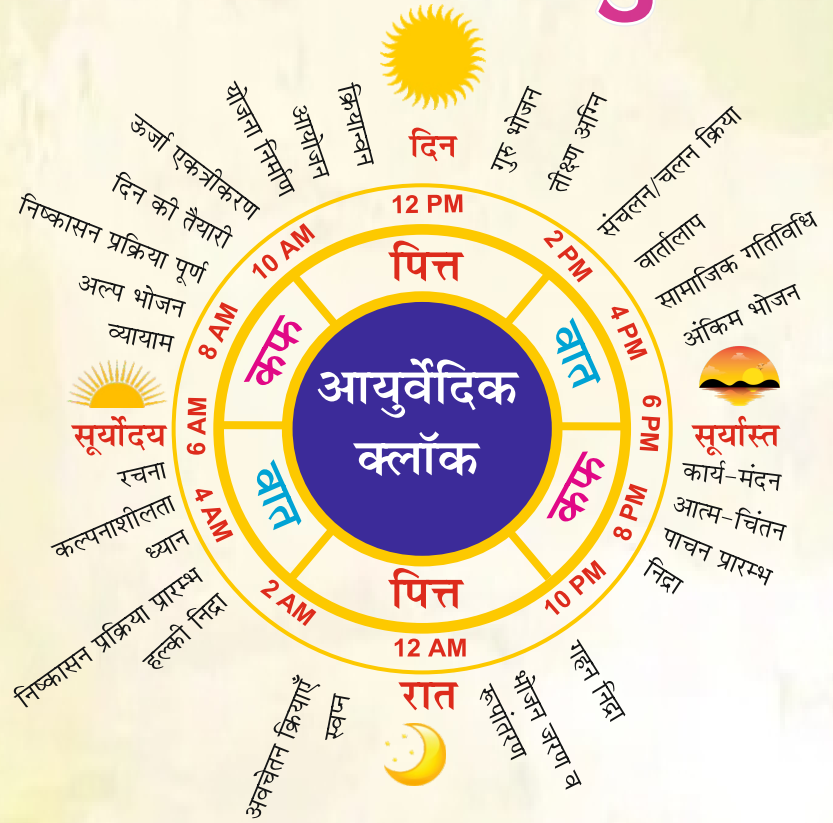 दिन
गुरु भोजन
तीक्ष्ण अग्नि
संचलन/चलन क्रिया
वार्तालाप
सामाजिक गतिविधि
अंकिम भोजन
सूर्यास्त
कार्य-मंदन
आत्म-चिंतन
पाचन प्रारम्भ
निद्रा
गहन निद्रा
भोजन जरण व
रूपांतरण
रात
स्वप्न
अवचेतन क्रियाएँ
हल्की निद्रा
निष्कासन प्रक्रिया प्रारम्भ
ध्यान
कल्पनाशीलता
रचना
सूर्योदय
व्यायाम
अल्प भोजन
निष्कासन प्रक्रिया पूर्ण
दिन की तैयारी
ऊर्जा एकत्रीकरण
योजना निर्माण
आयोजन
क्रियान्वन
12 PM
2 PM
4 PM
6 PM
8 PM
10 PM
12 AM
2 AM
4 AM
6 AM
8 AM
10 AM
पित्त
वात
कफ
पित्त
वात
कफ
आयुर्वेदिक
क्लॉक